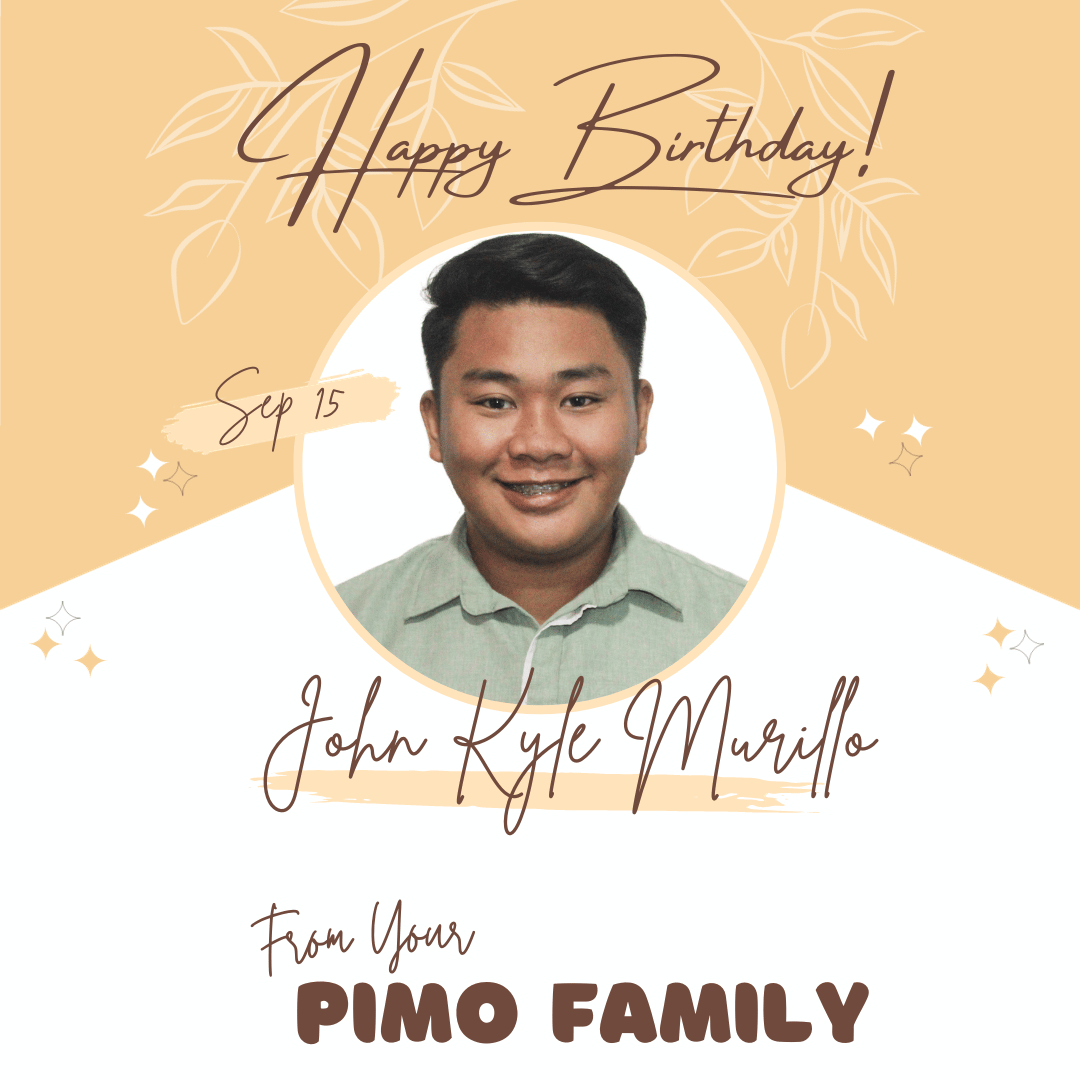 Happy Birthday!
Sep 15
John Kyle Murillo
From Your
PIMO FAMILY